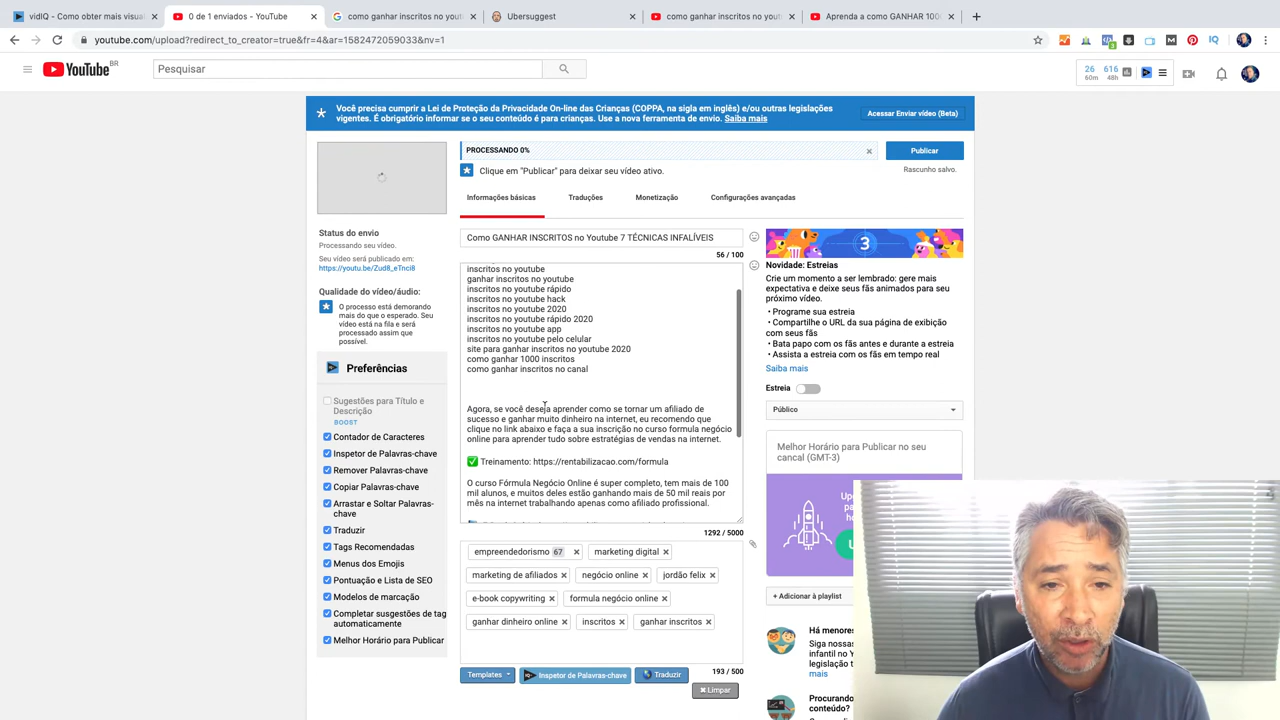 vidIQ - Como obter mais visua
0 de 1 enviados - YouTube
como ganhar inscritos no youtu
Ubersuggest
como ganhar inscritos no youtu
Aprenda a como GANHAR 100
youtube.com/upload?redirect_to_creator=true&fr=4&ar=1582472059033&nv=1
YouTube BR
Pesquisar
26 616
60m 48h
Você precisa cumprir a Lei de Proteção da Privacidade On-line das Crianças (COPPA, na sigla em inglês) e/ou outras legislações
vigentes. É obrigatório informar se o seu conteúdo é para crianças. Use a nova ferramenta de envio. Saiba mais
Acessar Enviar vídeo (Beta)
PROCESSANDO 0%
Publicar
Clique em "Publicar" para deixar seu vídeo ativo.
Rascunho salvo.
Informações básicas
Traduções
Monetização
Configurações avançadas
Status do envio
Processando seu vídeo.
Seu vídeo será publicado em:
https://youtu.be/Zud8_eTnci8
Qualidade do vídeo/áudio:
O processo está demorando
mais do que o esperado. Seu
vídeo está na fila e será
processado assim que
possível.
Preferências
Sugestões para Título e
Descrição
BOOST
Contador de Caracteres
Inspetor de Palavras-chave
Remover Palavras-chave
Copiar Palavras-chave
Arrastar e Soltar Palavras-
chave
Traduzir
Tags Recomendadas
Menus dos Emojis
Pontuação e Lista de SEO
Modelos de marcação
Completar susgestões de tag
automaticamente
Melhor Horário para Publicar
Como GANHAR INSCRITOS no Youtube 7 TÉCNICAS INFALÍVEIS
56 / 100
inscritos no youtube
ganhar inscritos no youtube
inscritos no youtube rápido
inscritos no youtube hack
inscritos no youtube 2020
inscritos no youtube rápido 2020
inscritos no youtube app
inscritos no youtube pelo celular
site para ganhar inscritos no youtube 2020
como ganhar 1000 inscritos
como ganhar inscritos no canal
Agora, se você deseja aprender como se tornar um afiliado de
sucesso e ganhar muito dinheiro na internet, eu recomendo que
clique no link abaixo e faça a sua inscrição no curso formula negócio
online para aprender tudo sobre estratégias de vendas na internet.
✅ Treinamento: https://rentabilizacao.com/formula
O curso Fórmula Negócio Online é super completo, tem mais de 100
mil alunos, e muitos deles estão ganhando mais de 50 mil reais por
mês na internet trabalhando apenas como afiliado profissional.
1292 / 5000
empreendedorismo 67
marketing digital
marketing de afiliados
negócio online
jordão felix
e-book copywriting
formula negócio online
ganhar dinheiro online
inscritos
ganhar inscritos
193 / 500
Templates
Inspetor de Palavras-chave
Traduzir
Limpar
3
Novidade: Estreias
Crie um momento a ser lembrado: gere mais
expectativa e deixe seus fãs animados para seu
próximo vídeo.
• Programe sua estreia
• Compartilhe o URL da sua página de exibição
com seus fãs
• Bata papo com os fãs antes e durante a estreia
• Assista a estreia com os fãs em tempo real
Saiba mais
Estreia
Público
Melhor Horário para Publicar no seu
cancal (GMT-3)
+ Adicionar à playlist
Há menores
Siga nossas
infantil no Y
legislação t
mais
Procurando
conteúdo?